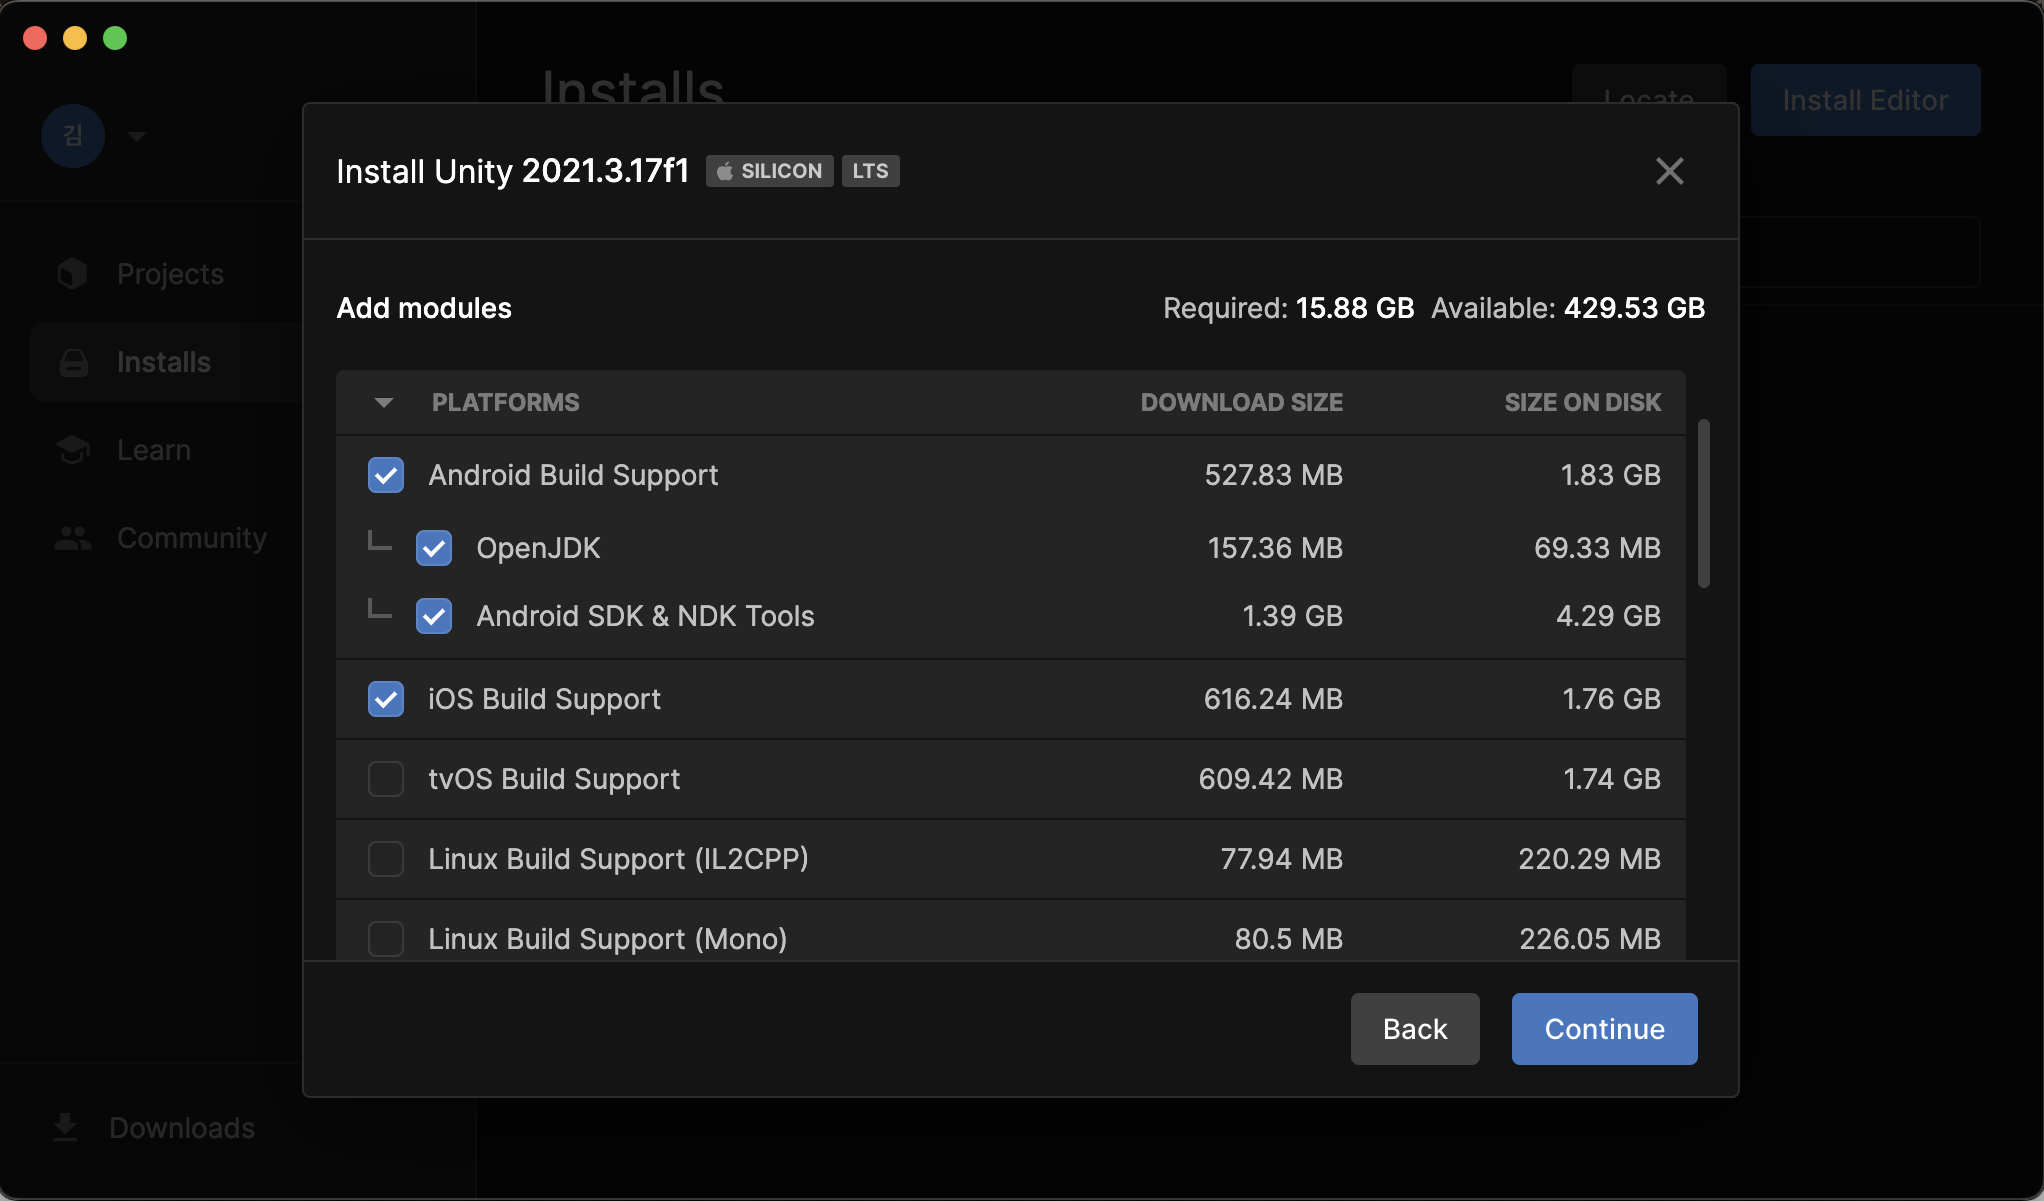 Installs
Locate
Install Editor
김
Install Unity 2021.3.17f1
SILICON
LTS
Projects
Installs
Learn
Community
Downloads
Add modules
Required: 15.88 GB Available: 429.53 GB
PLATFORMS DOWNLOAD SIZE SIZE ON DISK
Android Build Support 527.83 MB 1.83 GB
OpenJDK 157.36 MB 69.33 MB
Android SDK & NDK Tools 1.39 GB 4.29 GB
iOS Build Support 616.24 MB 1.76 GB
tvOS Build Support 609.42 MB 1.74 GB
Linux Build Support (IL2CPP) 77.94 MB 220.29 MB
Linux Build Support (Mono) 80.5 MB 226.05 MB
Back
Continue